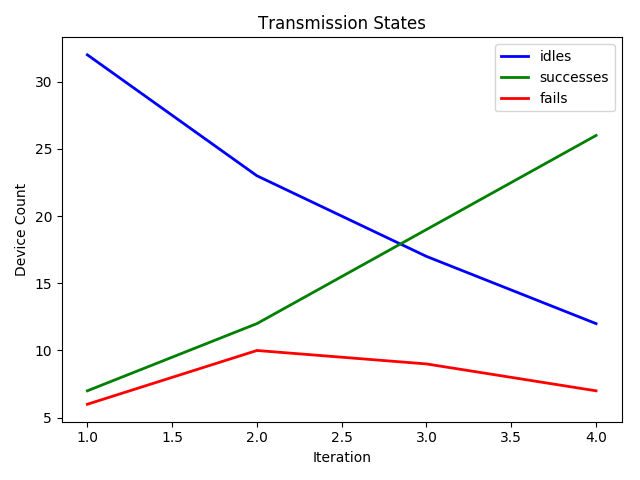 Transmission States
idles
successes
fails
30
25
20
15
10
5
Device Count
1.0 1.5 2.0 2.5 3.0 3.5 4.0
Iteration